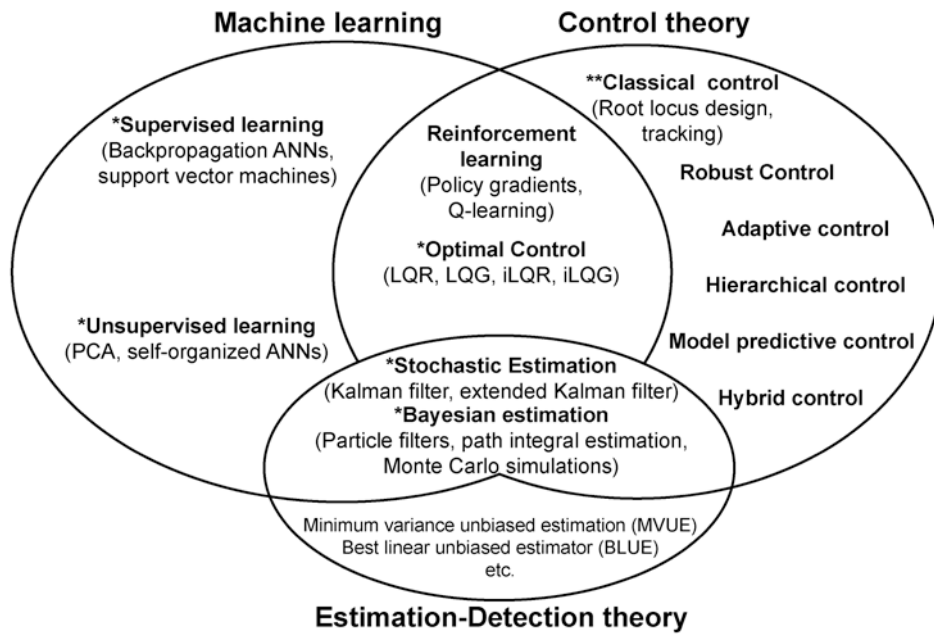 Machine learning
Control theory
*Supervised learning
(Backpropagation ANNs,
support vector machines)
*Unsupervised learning
(PCA, self-organized ANNs)
Reinforcement
learning
(Policy gradients,
Q-learning)
*Optimal Control
(LQR, LQG, iLQR, iLQG)
**Classical control
(Root locus design,
tracking)
Robust Control
Adaptive control
Hierarchical control
Model predictive control
Hybrid control
*Stochastic Estimation
(Kalman filter, extended Kalman filter)
*Bayesian estimation
(Particle filters, path integral estimation,
Monte Carlo simulations)
Minimum variance unbiased estimation (MVUE)
Best linear unbiased estimator (BLUE)
etc.
Estimation-Detection theory